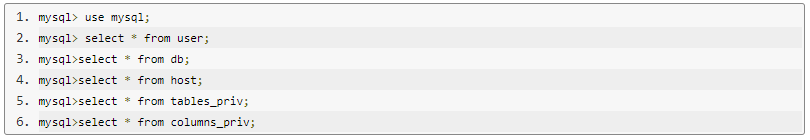 1. mysql> use mysql;
2. mysql> select * from user;
3. mysql>select * from db;
4. mysql>select * from host;
5. mysql>select * from tables_priv;
6. mysql>select * from columns_priv;